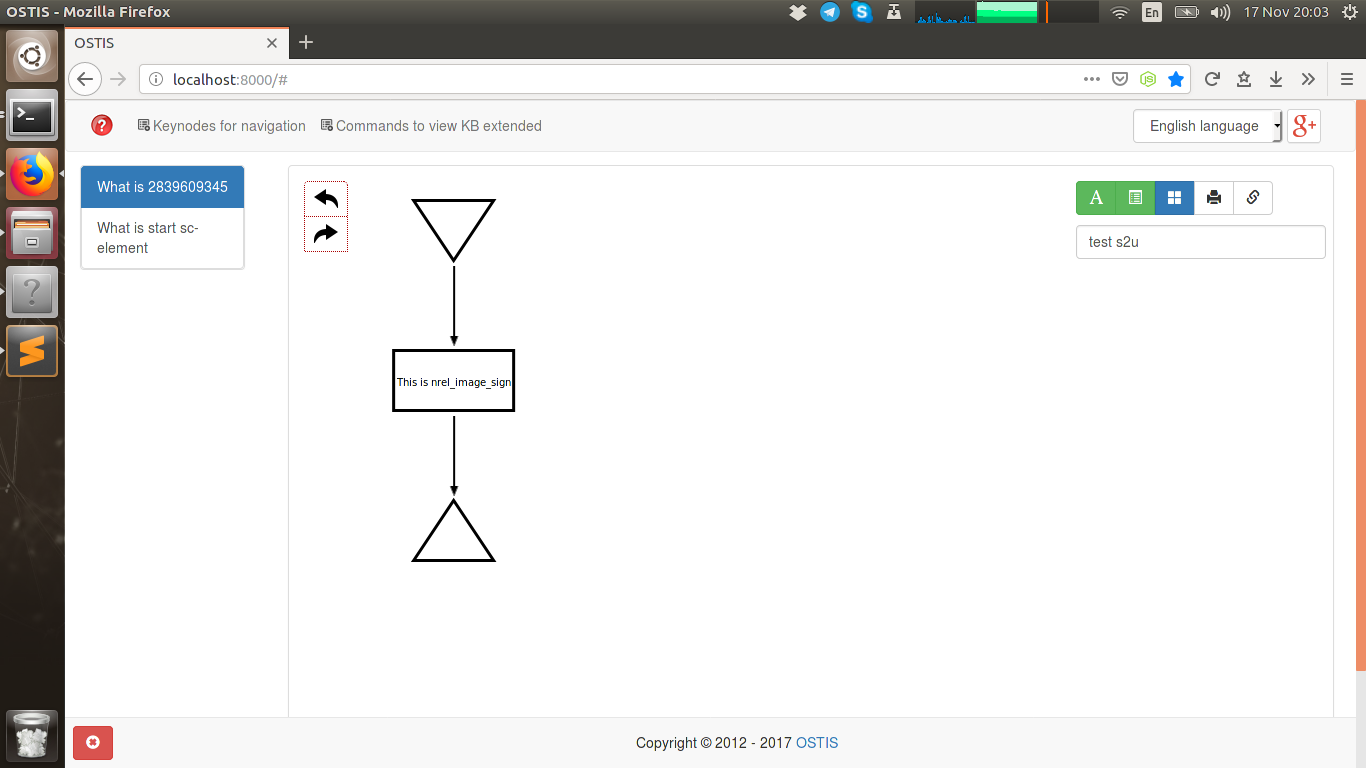 OSTIS - Mozilla Firefox
En
17 Nov 20:03
OSTIS
localhost:8000/#
Keynodes for navigation
Commands to view KB extended
English language
g+
What is 2839609345
What is start sc-
element
A
test s2u
This is nrel_image_sign
Copyright © 2012 - 2017 OSTIS